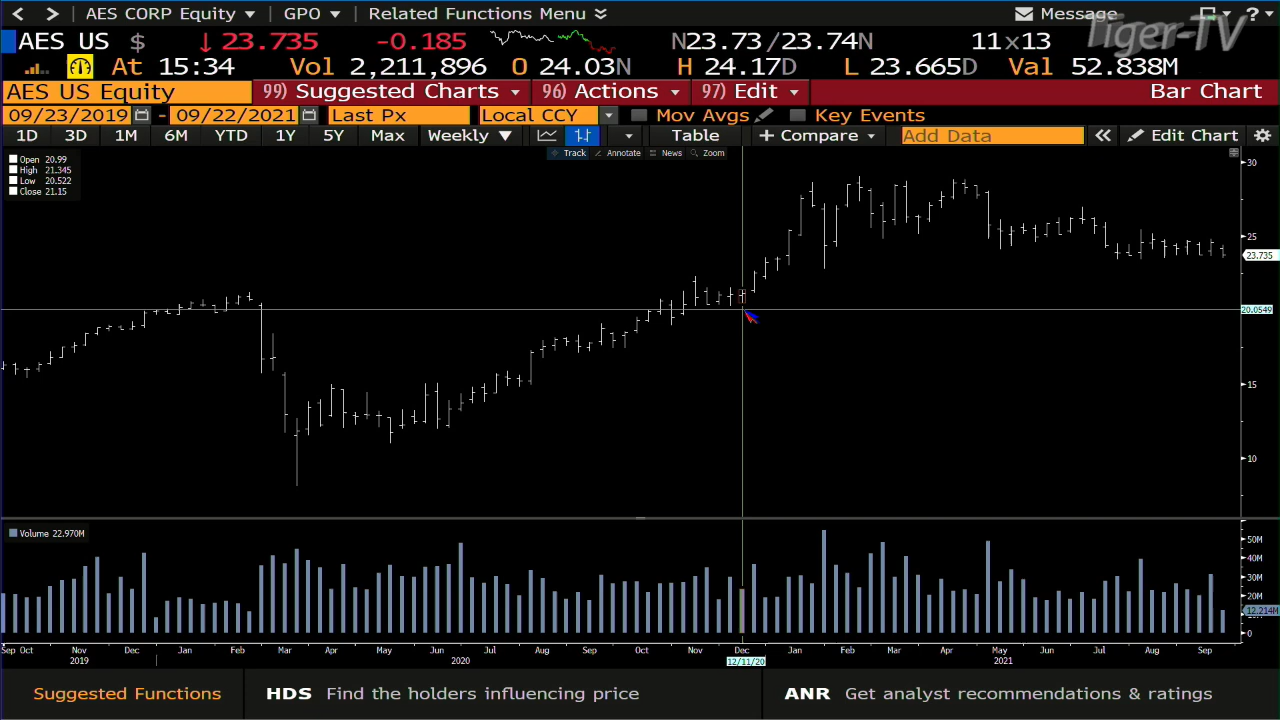 < > AES CORP Equity ▼ GPO ▼ Related Functions Menu Message ? ▼
Tiger-TV
AES US $ ↓ 23.735 -0.185 N23.73/23.74N 11x13
At 15:34 Vol 2,211,896 O 24.03N H 24.17D L 23.665D Val 52.838M
AES US Equity 99) Suggested Charts 96) Actions 97) Edit Bar Chart
09/23/2019 - 09/22/2021 Last Px Local CCY Mov Avgs Key Events
1D 3D 1M 6M YTD 1Y 5Y Max Weekly ▼ Table + Compare Add Data « Edit Chart
Track Annotate News Zoom
Open 20.99
High 21.345
Low 20.522
Close 21.15
30
25
23.735
20.0549
15
10
Volume 22.970M
50M
40M
30M
20M
12.214M
0
Sep Oct Nov Dec Jan Feb Mar Apr May Jun Jul Aug Sep Oct Nov Dec Jan Feb Mar Apr May Jun Jul Aug Sep
2019 2020 12/11/20 2021
Suggested Functions HDS Find the holders influencing price ANR Get analyst recommendations & ratings